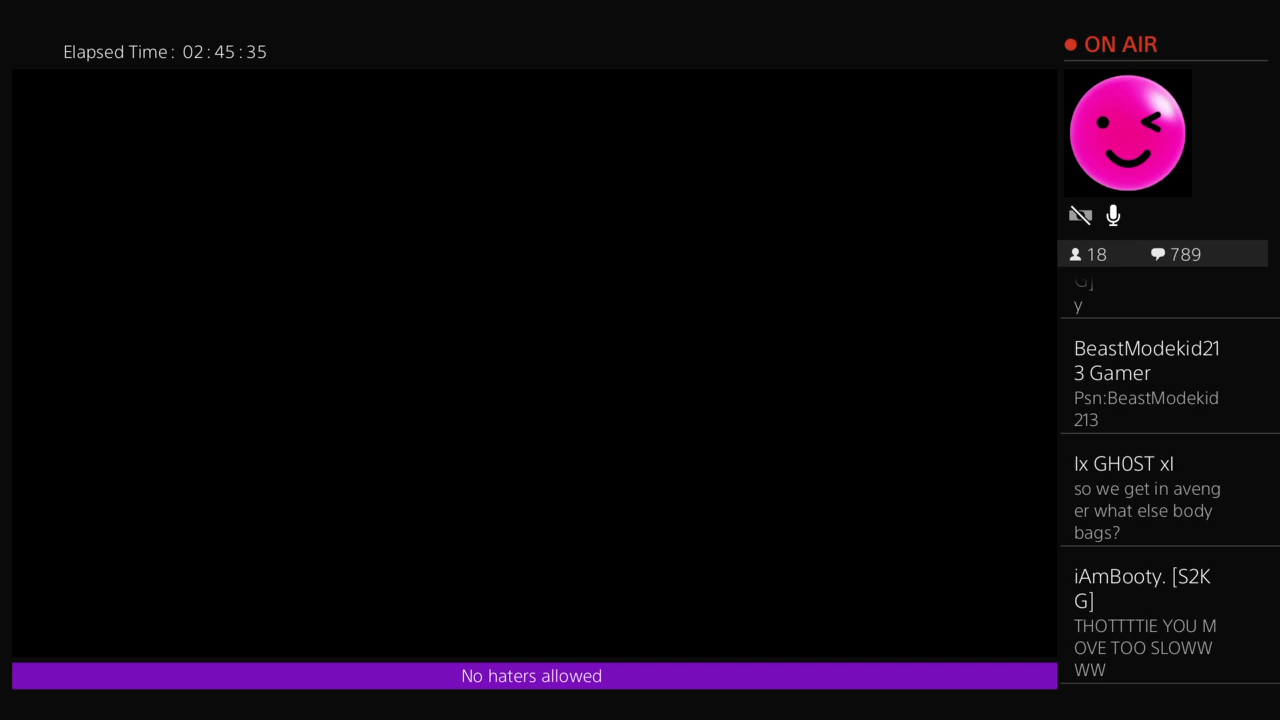 Elapsed Time: 02:45:35
ON AIR
18 789
G]
y
BeastModekid21
3 Gamer
Psn:BeastModekid
213
Ix GH0ST xI
so we get in aveng
er what else body
bags?
iAmBooty. [S2K
G]
THOTTTTIE YOU M
OVE TOO SLOWW
WW
No haters allowed